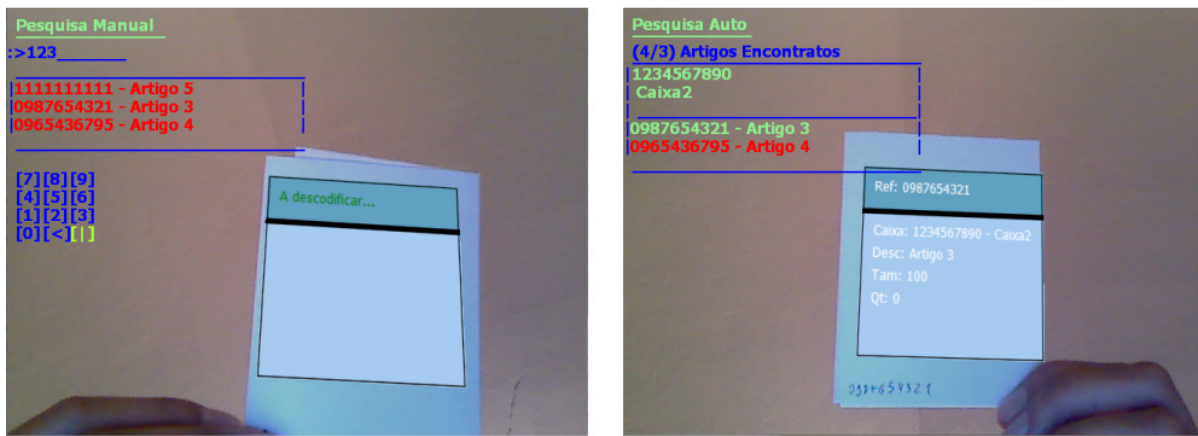 Pesquisa Manual
:>123_______
|1111111111 - Artigo 5 |
|0987654321 - Artigo 3 |
|0965436795 - Artigo 4 |
[7][8][9]
[4][5][6]
[1][2][3]
[0][<][|]
A descodificar...
Pesquisa Auto
(4/3) Artigos Encontratos
|1234567890 |
Caixa2 |
|0987654321 - Artigo 3 |
|0965436795 - Artigo 4 |
Ref: 0987654321
Caixa: 1234567890 - Caixa2
Desc: Artigo 3
Tam: 100
Qt: 0
0987654321